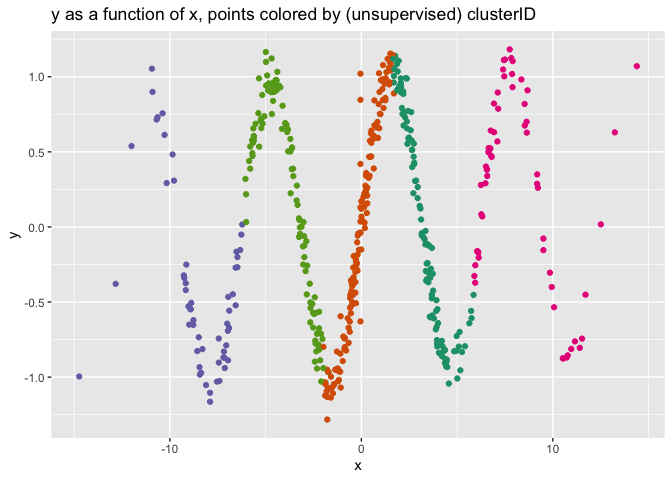 y as a function of x, points colored by (unsupervised) clusterID
1.0
0.5
0.0
-0.5
-1.0
y
-10
0
10
x